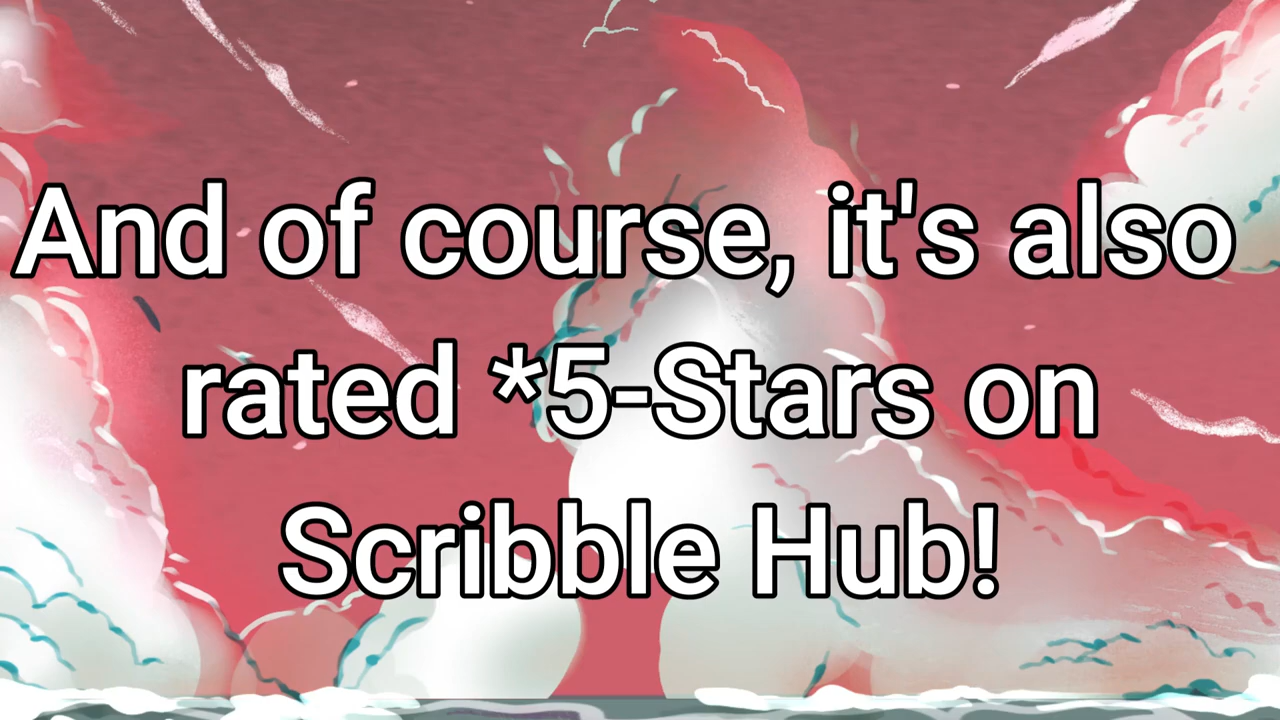 And of course, it's also
rated *5-Stars on
Scribble Hub!